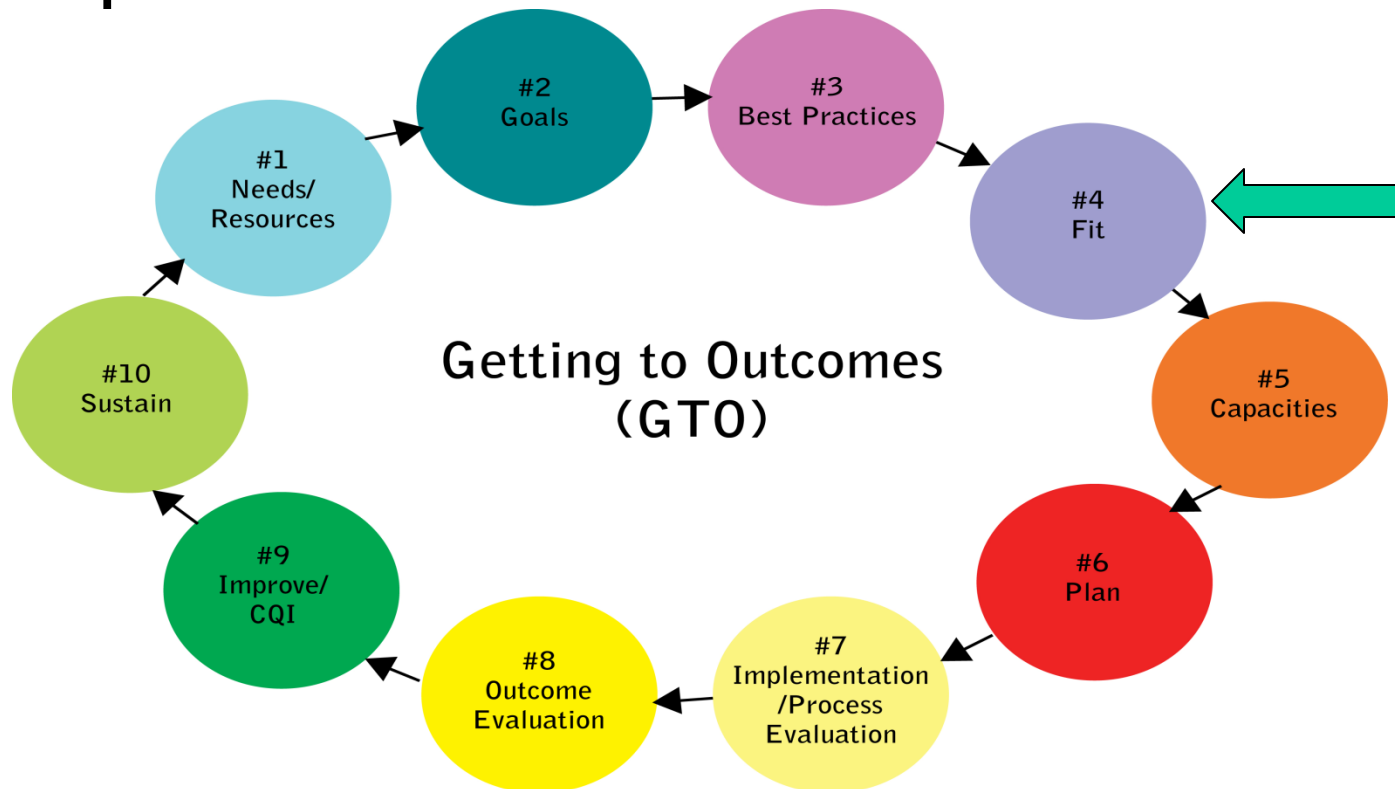 #1
Needs/
Resources
#2
Goals
#3
Best Practices
#4
Fit
#5
Capacities
#6
Plan
#7
Implementation
/Process
Evaluation
#8
Outcome
Evaluation
#9
Improve/
CQI
#10
Sustain
Getting to Outcomes
(GTO)